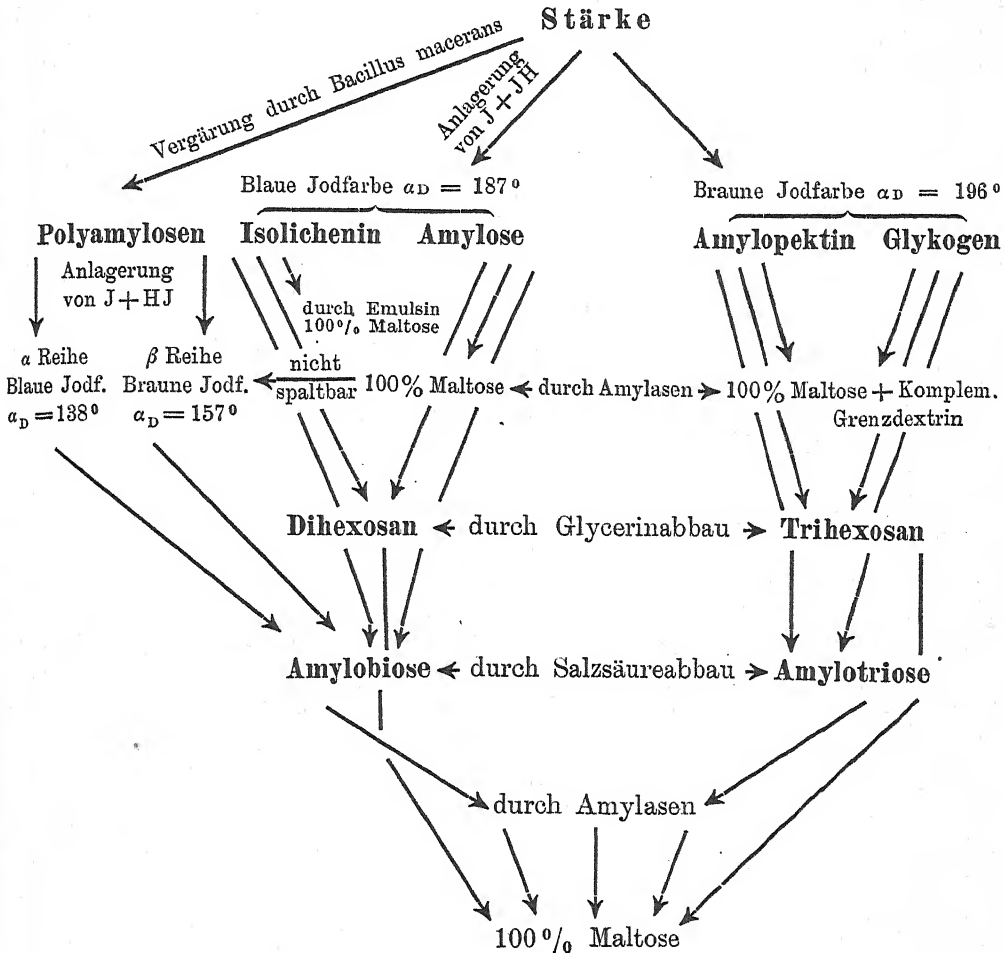 Stärke
Vergärung durch Bacillus macerans
Anlagerung
von J+JH
Blaue Jodfarbe αD = 187°
Braune Jodfarbe αD = 196°
Polyamylosen
Isolichenin Amylose
Amylopektin Glykogen
Anlagerung
von J+HJ
durch Emulsin
100% Maltose
α Reihe
Blaue Jodf.
αD=138°
β Reihe
Braune Jodf.
αD=157°
nicht
spaltbar
100% Maltose
durch Amylasen
100% Maltose + Komplem.
Grenzdextrin
Dihexosan
durch Glycerinabbau
Trihexosan
Amylobiose
durch Salzsäureabbau
Amylotriose
durch Amylasen
100% Maltose